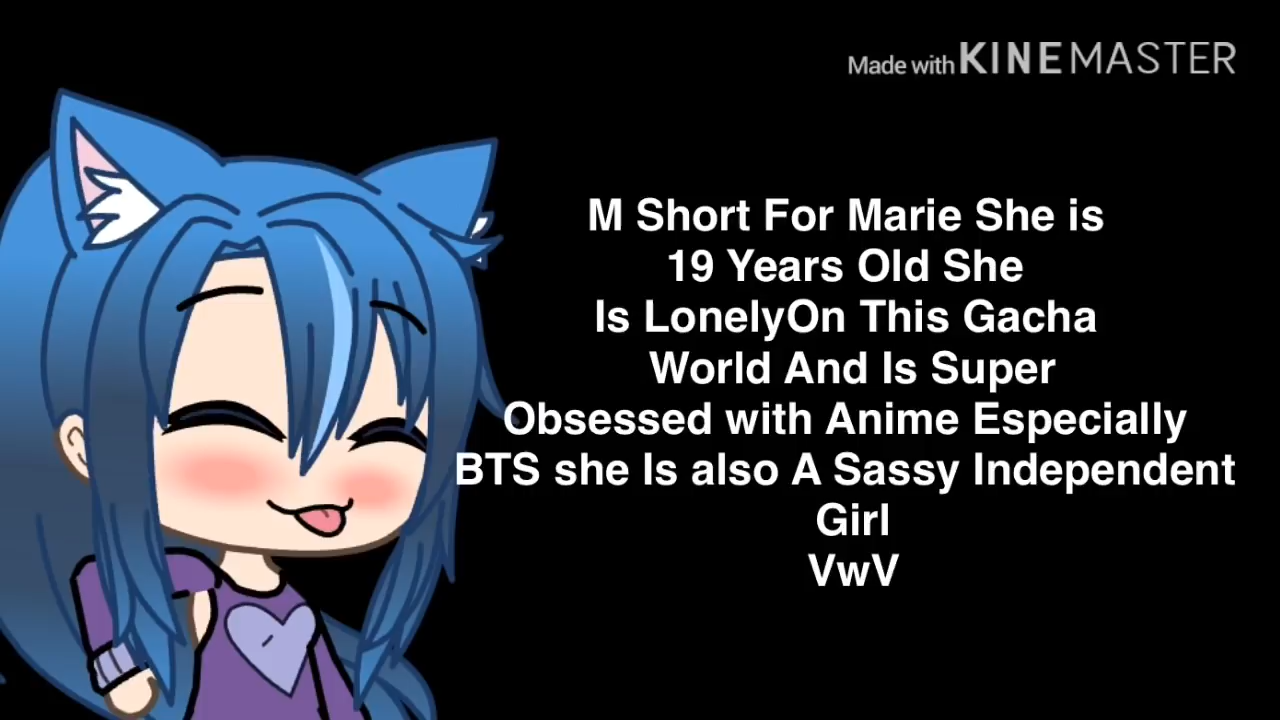 Made with KINEMASTER
M Short For Marie She is
19 Years Old She
Is LonelyOn This Gacha
World And Is Super
Obsessed with Anime Especially
BTS she Is also A Sassy Independent
Girl
VwV